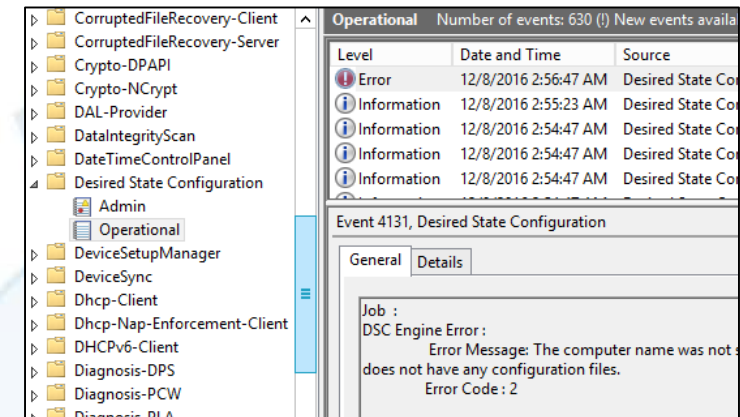 CorruptedFileRecovery-Client
CorruptedFileRecovery-Server
Crypto-DPAPI
Crypto-NCrypt
DAL-Provider
DataIntegrityScan
DateTimeControlPanel
Desired State Configuration
Admin
Operational
DeviceSetupManager
DeviceSync
Dhcp-Client
Dhcp-Nap-Enforcement-Client
DHCPv6-Client
Diagnosis-DPS
Diagnosis-PCW
Diagnosis-PLA
Operational Number of events: 630 (!) New events availa
Level Date and Time Source
Error 12/8/2016 2:56:47 AM Desired State Co
Information 12/8/2016 2:55:23 AM Desired State Co
Information 12/8/2016 2:54:47 AM Desired State Co
Information 12/8/2016 2:54:47 AM Desired State Co
Information 12/8/2016 2:54:47 AM Desired State Co
Event 4131, Desired State Configuration
General Details
Job :
DSC Engine Error :
Error Message: The computer name was not
does not have any configuration files.
Error Code : 2